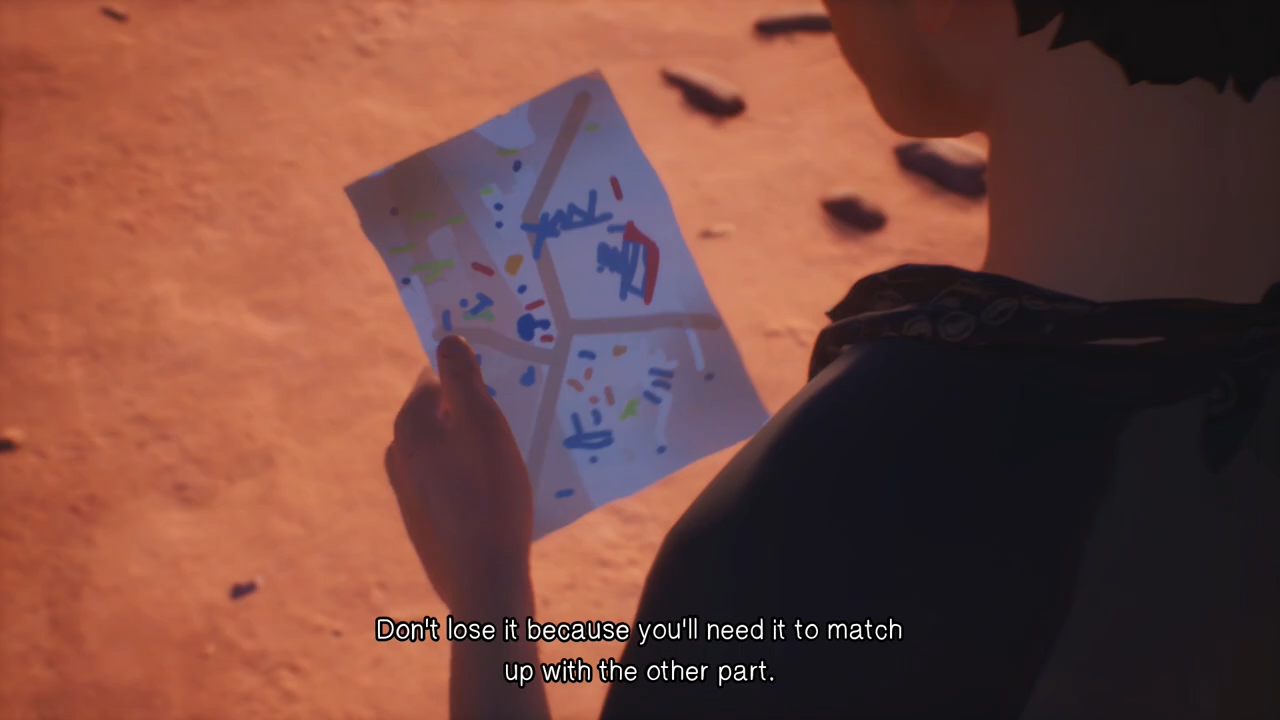 Don't lose it because you'll need it to match
up with the other part.